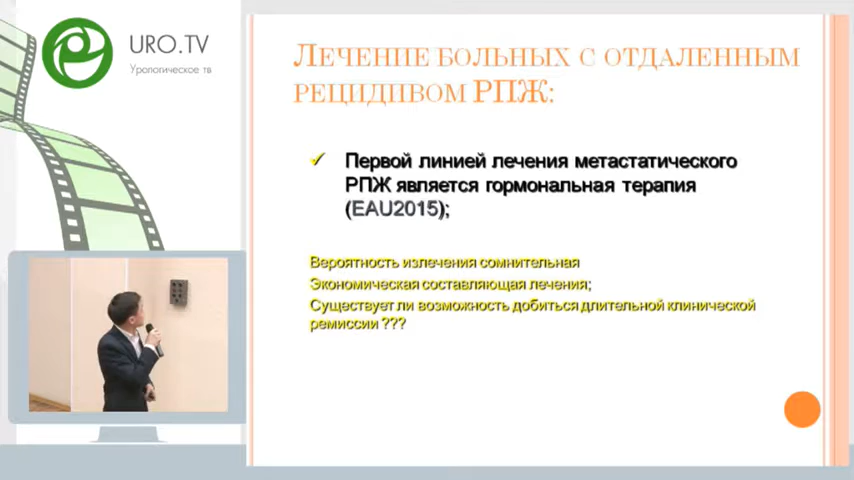 URO.TV
Урологическое тв
Лечение больных с отдаленным
рецидивом РПЖ:
✓ Первой линией лечения метастатического
РПЖ является гормональная терапия
(EAU2015);
Вероятность излечения сомнительная
Экономическая составляющая лечения;
Существует ли возможность добиться длительной клинической
ремиссии ???